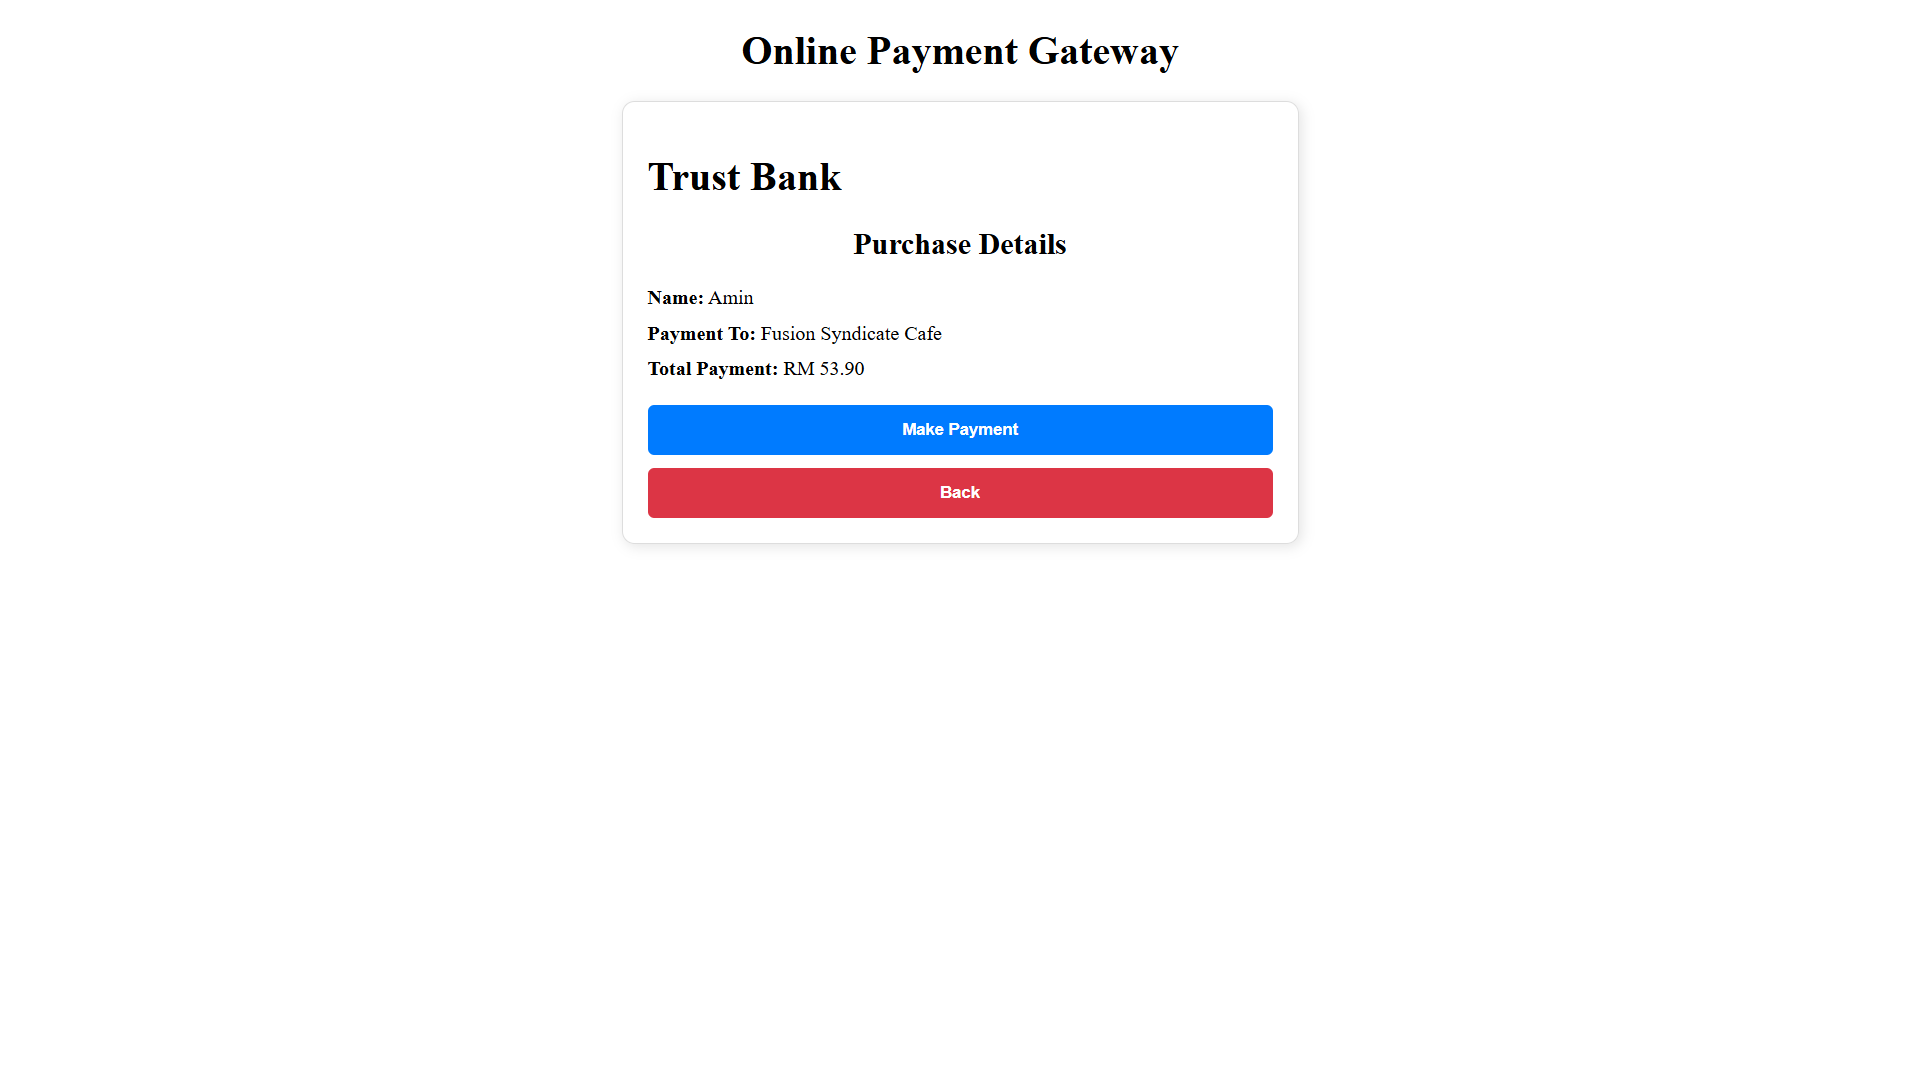 Online Payment Gateway
Trust Bank
Purchase Details
Name: Amin
Payment To: Fusion Syndicate Cafe
Total Payment: RM 53.90
Make Payment
Back